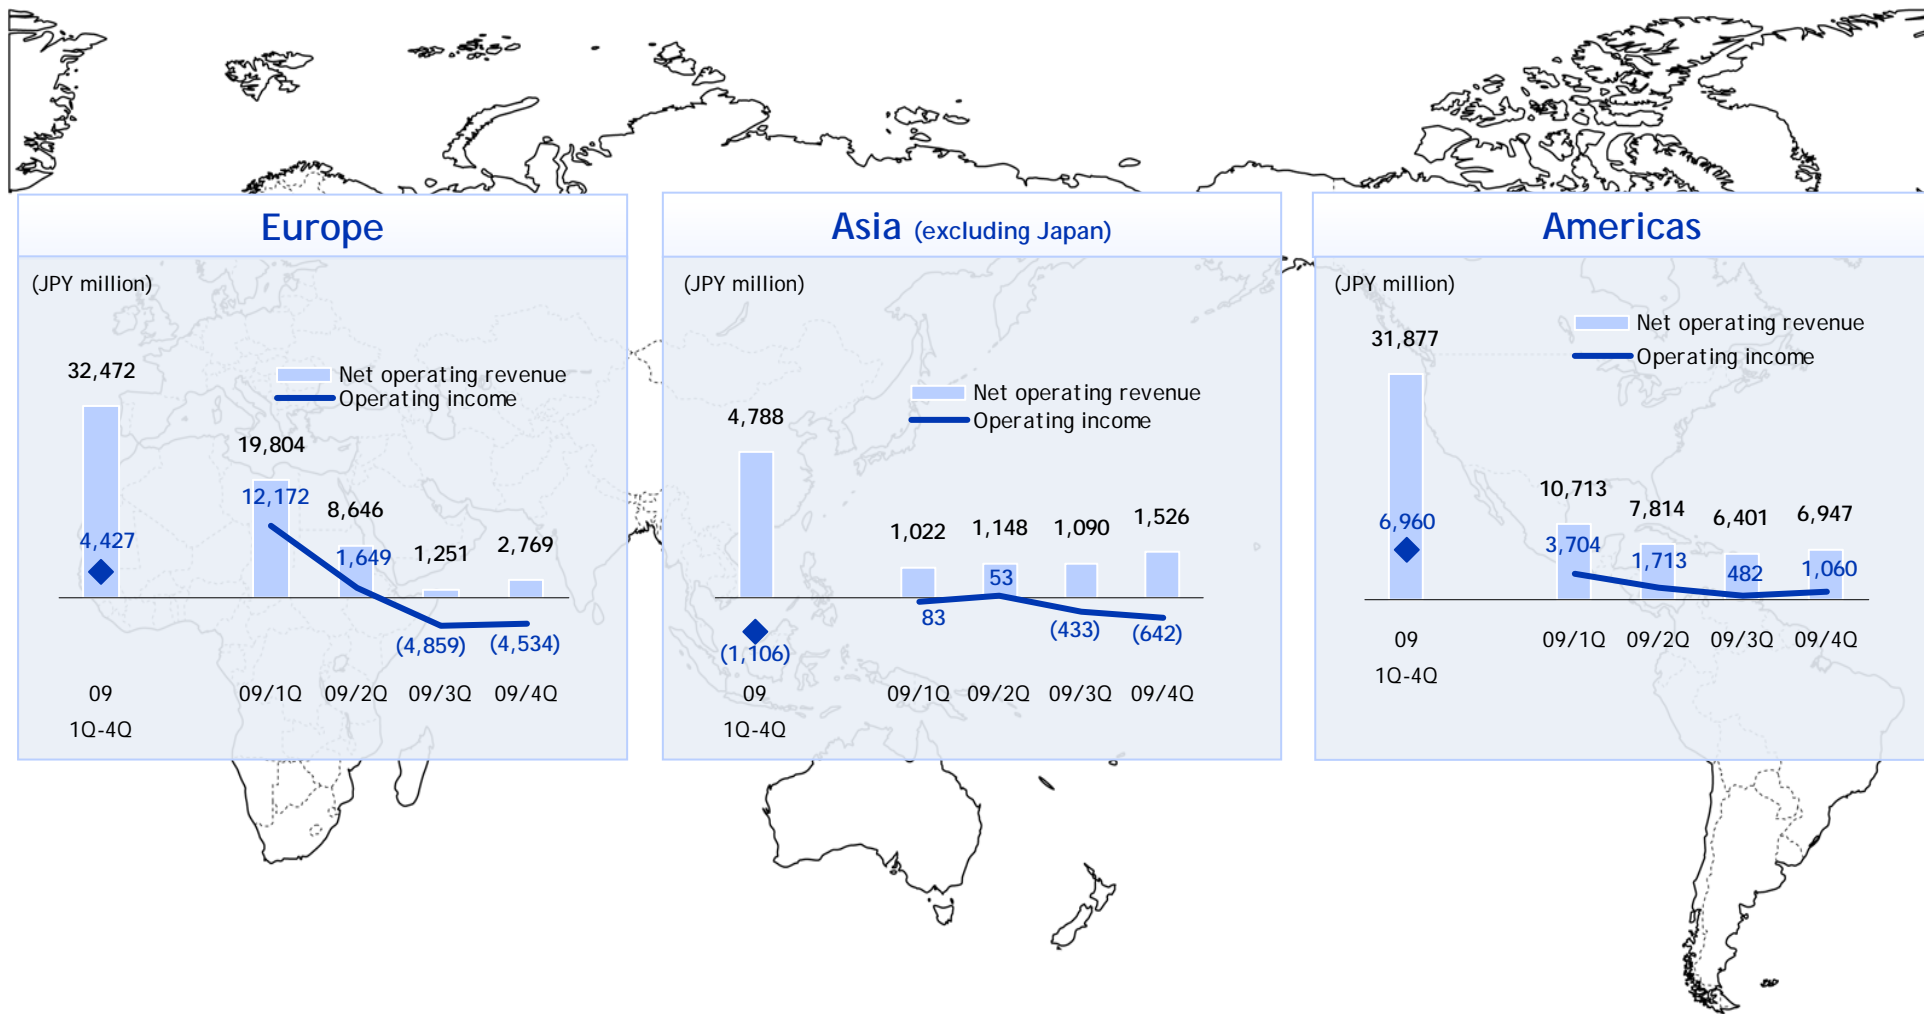 Europe
(JPY million)
Net operating revenue
Operating income
32,472
4,427
19,804
12,172
8,646
1,649
1,251
(4,859)
2,769
(4,534)
09
1Q-4Q
09/1Q
09/2Q
09/3Q
09/4Q
Asia (excluding Japan)
(JPY million)
Net operating revenue
Operating income
4,788
(1,106)
1,022
83
1,148
53
1,090
(433)
1,526
(642)
09
1Q-4Q
09/1Q
09/2Q
09/3Q
09/4Q
Americas
(JPY million)
Net operating revenue
Operating income
31,877
6,960
10,713
3,704
7,814
1,713
6,401
482
6,947
1,060
09
1Q-4Q
09/1Q
09/2Q
09/3Q
09/4Q